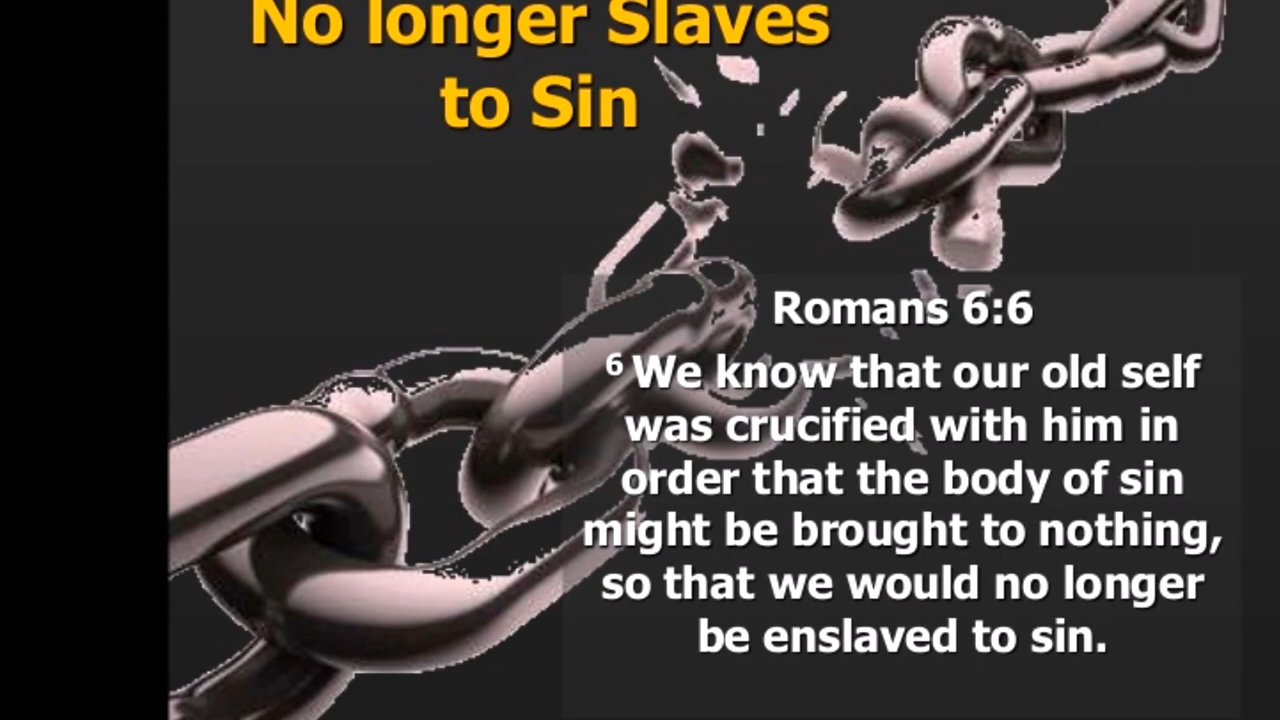 No longer Slaves
to Sin
Romans 6:6
6 We know that our old self
was crucified with him in
order that the body of sin
might be brought to nothing,
so that we would no longer
be enslaved to sin.